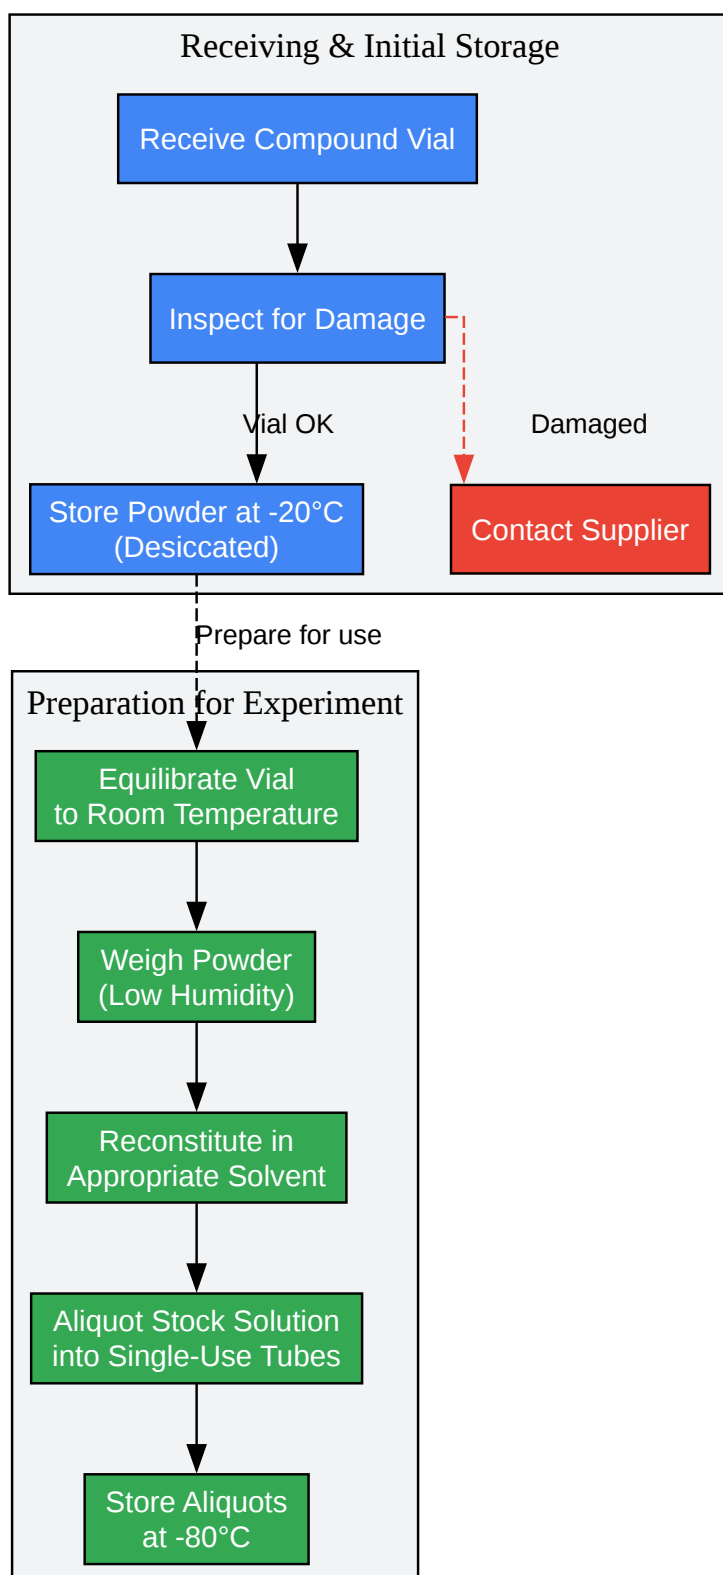 Receiving & Initial Storage
Receive Compound Vial
Inspect for Damage
Vial OK
Damaged
Store Powder at -20°C
(Desiccated)
Contact Supplier
Prepare for use
Preparation for Experiment
Equilibrate Vial
to Room Temperature
Weigh Powder
(Low Humidity)
Reconstitute in
Appropriate Solvent
Aliquot Stock Solution
into Single-Use Tubes
Store Aliquots
at -80°C